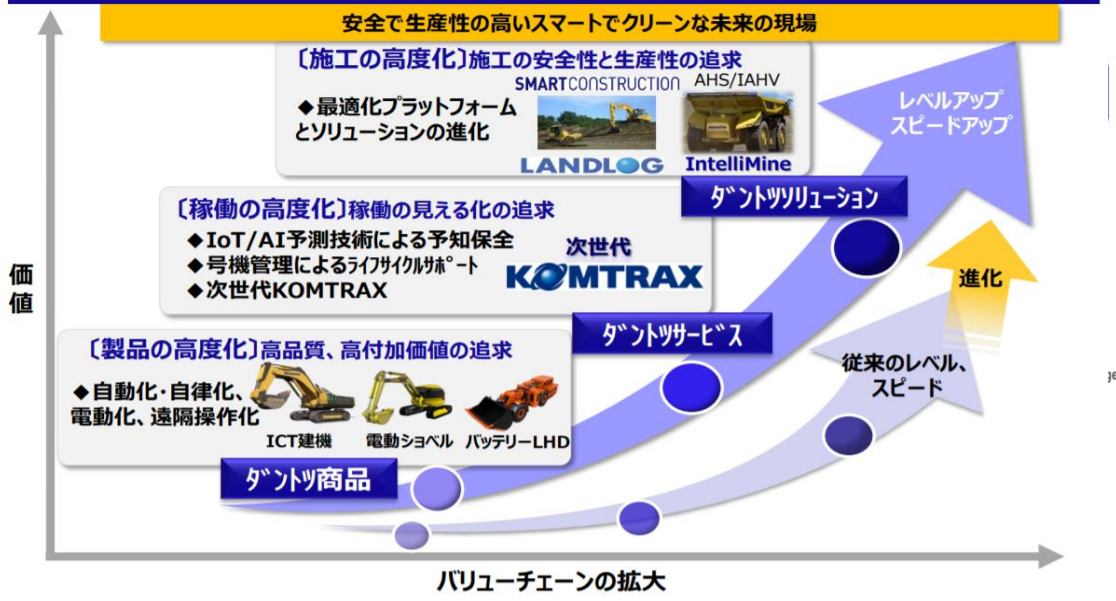 安全で生産性の高いスマートでクリーンな未来の現場
〔施工の高度化〕施工の安全性と生産性の追求
SMARTCONSTRUCTION
AHS/IAHV
◆最適化プラットフォーム
とソリューションの進化
LANDLOG
IntelliMine
レベルアップ
スピードアップ
ダントツソリューション
〔稼働の高度化〕稼働の見える化の追求
◆IoT/AI予測技術による予知保全
◆号機管理によるライフサイクルサポート
◆次世代KOMTRAX
次世代
KOMTRAX
進化
価値
ダントツサービス
〔製品の高度化〕高品質、高付加価値の追求
◆自動化・自律化、
電動化、遠隔操作化
ICT建機
電動ショベル
バッテリーLHD
従来のレベル、
スピード
ダントツ商品
バリューチェーンの拡大